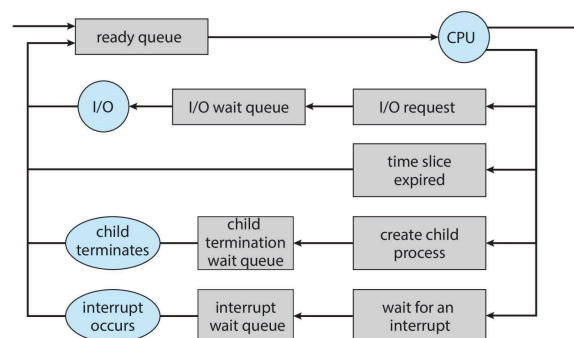 ready queue
CPU
I/O
I/O wait queue
I/O request
time slice
expired
child
terminates
child
termination
wait queue
create child
process
interrupt
occurs
interrupt
wait queue
wait for an
interrupt